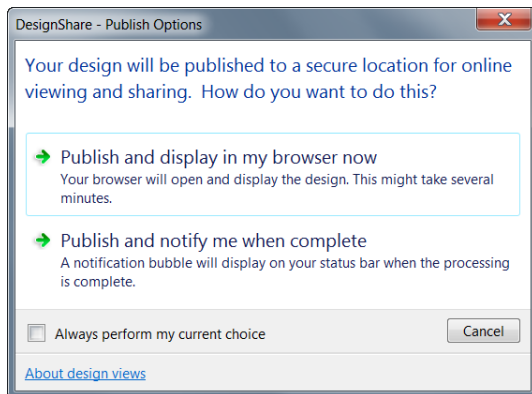 DesignShare - Publish Options
Your design will be published to a secure location for online
viewing and sharing.  How do you want to do this?
Publish and display in my browser now
Your browser will open and display the design. This might take several
minutes.
Publish and notify me when complete
A notification bubble will display on your status bar when the processing
is complete.
Always perform my current choice
Cancel
About design views